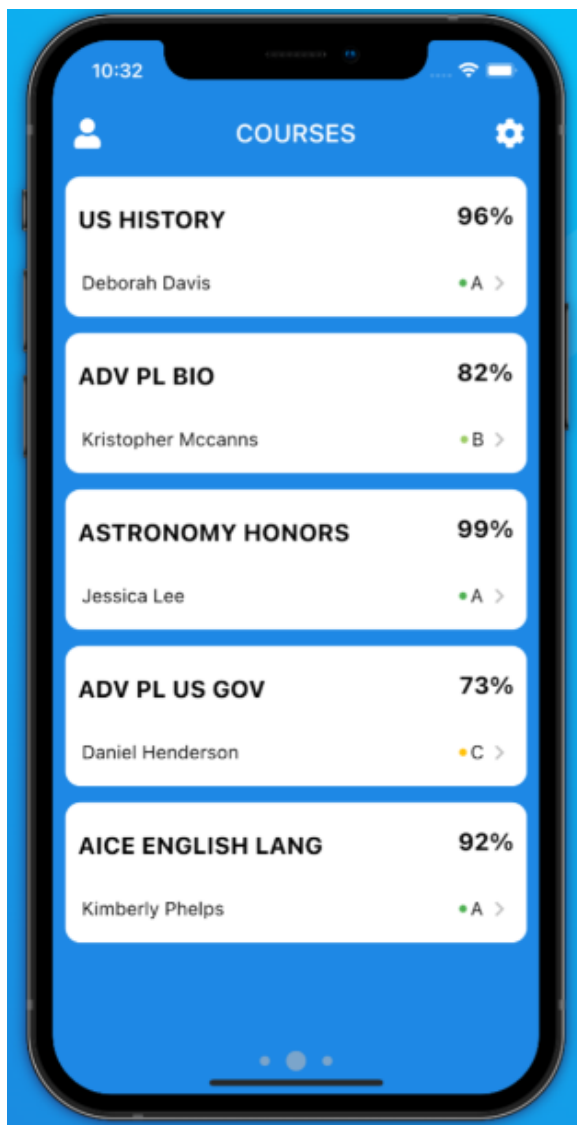 10:32
COURSES
US HISTORY 96%
Deborah Davis A
ADV PL BIO 82%
Kristopher Mccanns B
ASTRONOMY HONORS 99%
Jessica Lee A
ADV PL US GOV 73%
Daniel Henderson C
AICE ENGLISH LANG 92%
Kimberly Phelps A